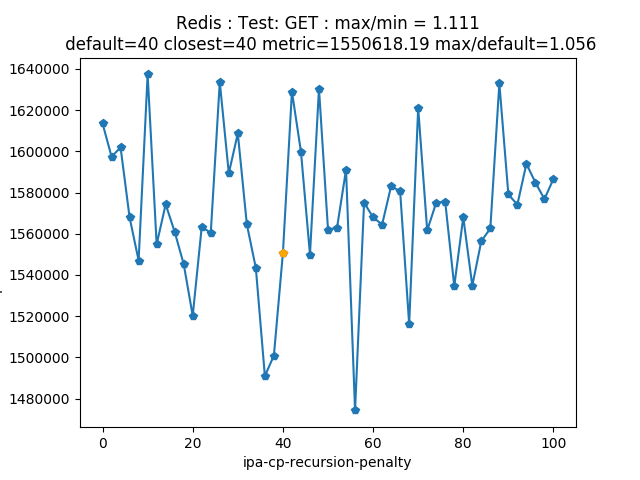 Redis : Test: GET : max/min = 1.111
default=40 closest=40 metric=1550618.19 max/default=1.056
1640000
1620000
1600000
1580000
1560000
1540000
1520000
1500000
1480000
0 20 40 60 80 100
ipa-cp-recursion-penalty